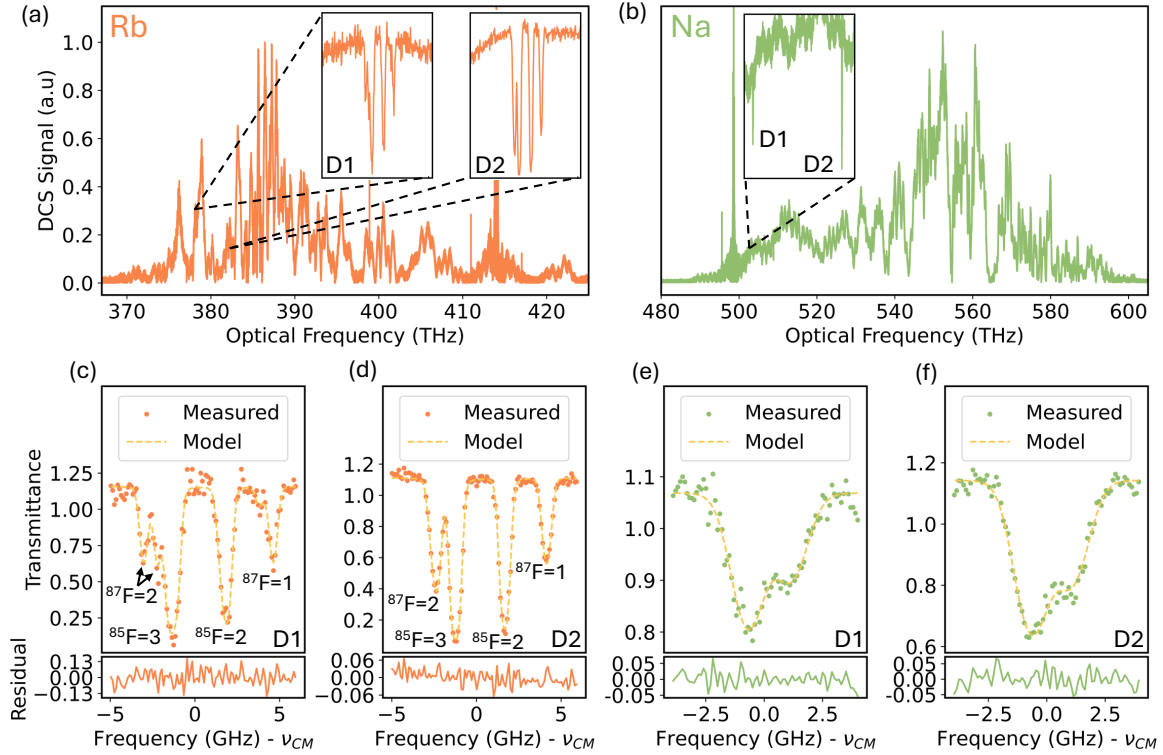 (a)
Rb
DCS Signal (a.u)
1.0
0.8
0.6
0.4
0.2
0.0
D1
D2
370 380 390 400 410 420
Optical Frequency (THz)
(b)
Na
D1
D2
480 500 520 540 560 580 600
Optical Frequency (THz)
(c)
Measured
Model
Transmittance
1.25
1.00
0.75
0.50
0.25
⁸⁷F=2
⁸⁵F=3
⁸⁵F=2
⁸⁷F=1
D1
Residual
0.13
0.00
−0.13
−5 0 5
Frequency (GHz) - νCM
(d)
Measured
Model
1.2
1.0
0.8
0.6
0.4
0.2
⁸⁷F=2
⁸⁵F=3
⁸⁵F=2
⁸⁷F=1
D2
0.06
0.00
−0.06
−5 0 5
Frequency (GHz) - νCM
(e)
Measured
Model
1.1
1.0
0.9
0.8
D1
0.05
0.00
−0.05
−2.5 0.0 2.5
Frequency (GHz) - νCM
(f)
Measured
Model
1.2
1.0
0.8
0.6
D2
0.05
0.00
−0.05
−2.5 0.0 2.5
Frequency (GHz) - νCM